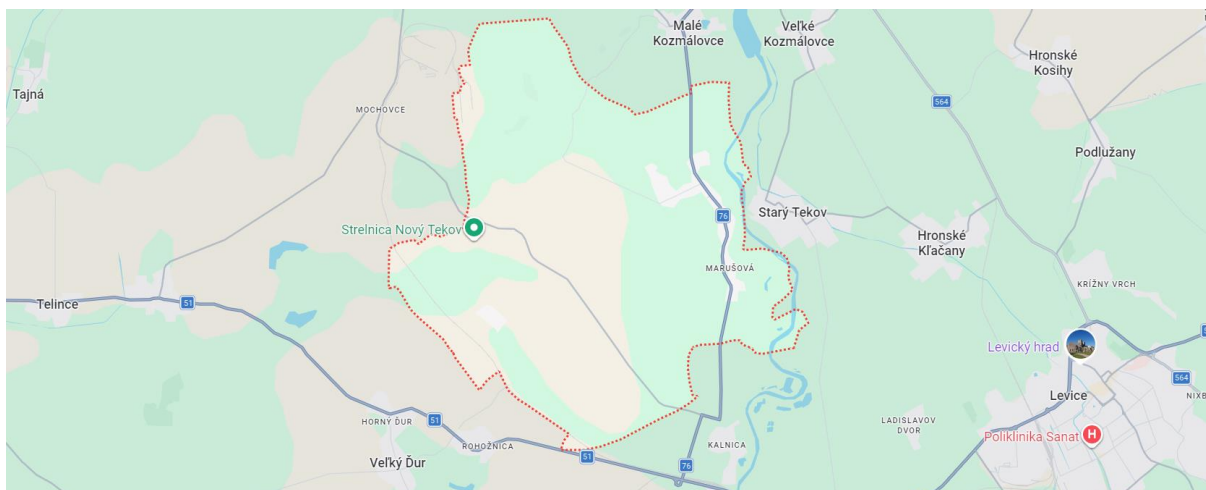 Malé
Kozmálovce
Veľké
Kozmálovce
Hronské
Kosihy
Tajná
MOCHOVCE
564
Podlužany
Strelnica Nový Tekov
76
Starý Tekov
Hronské
Kľačany
MARUŠOVÁ
KRÍŽNY VRCH
Telince
51
Levický hrad
564
Levice
NIXB
HORNÝ ĎUR
51
LADISLAVOV
DVOR
Poliklinika Sanat
H
ROHOŽNICA
KALNICA
Veľký Ďur
51
76